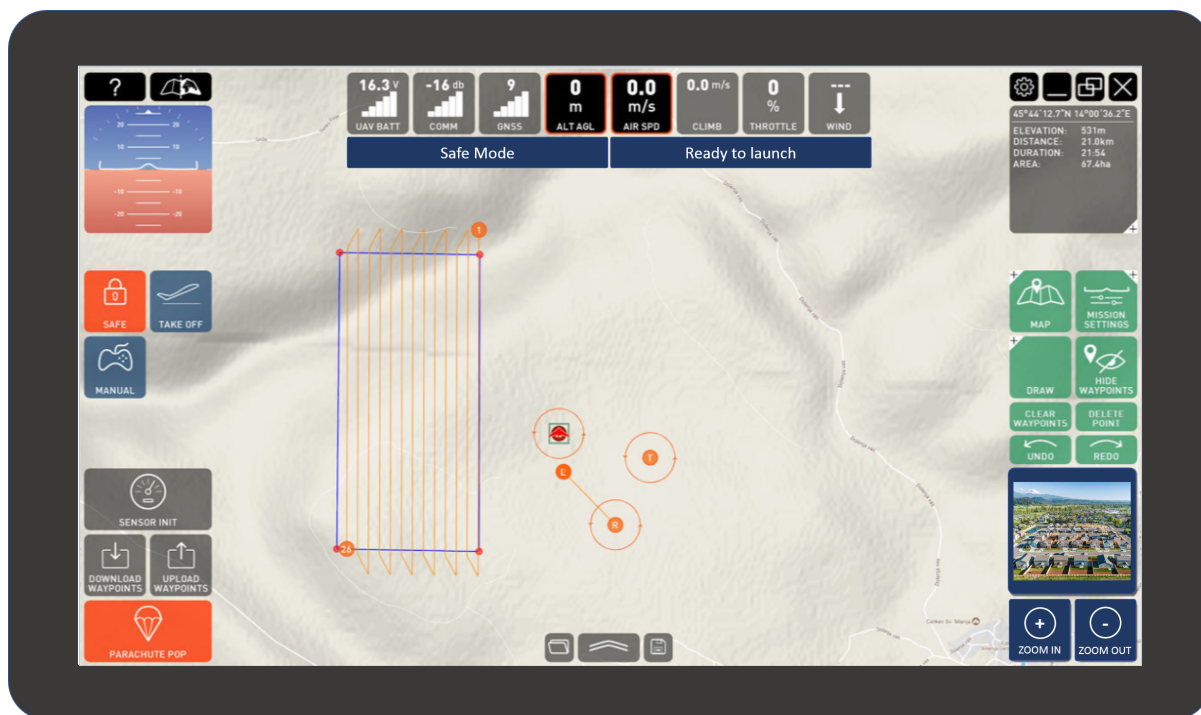 ?
16.3 V
UAV BATT
-16 db
COMM
9
GNSS
0
m
ALT AGL
0.0
m/s
AIR SPD
0.0 m/s
CLIMB
0
%
THROTTLE
---
WIND
Safe Mode
Ready to launch
20 20
10 10
-10 -10
-20 -20
45°44'12.7"N 14°00'36.2"E
ELEVATION: 531m
DISTANCE: 21.0km
DURATION: 21:54
AREA: 67.4ha
SAFE
TAKE OFF
MANUAL
SENSOR INIT
DOWNLOAD
WAYPOINTS
UPLOAD
WAYPOINTS
PARACHUTE POP
1
26
L
T
R
MAP
MISSION
SETTINGS
DRAW
HIDE
WAYPOINTS
CLEAR
WAYPOINTS
DELETE
POINT
UNDO
REDO
+
ZOOM IN
-
ZOOM OUT